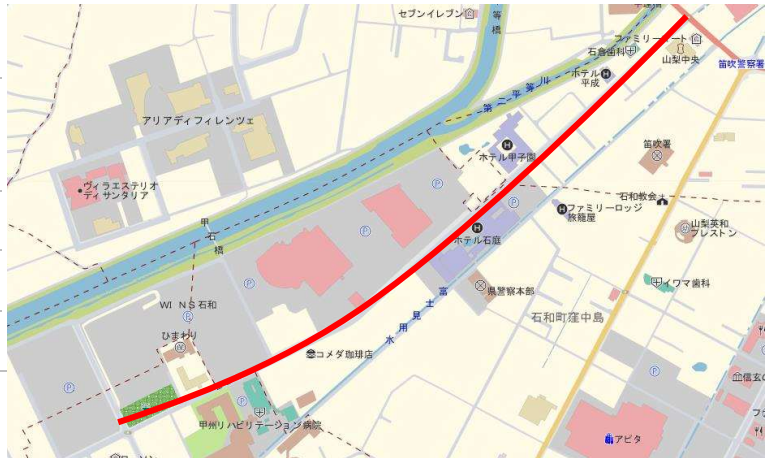 セブンイレブン
等
橋
ファミリーマート
石倉歯科
山梨中央
笛吹警察署
ホテル
平成
第二平等川
アリアディフィレンツェ
ホテル甲子園
笛吹署
ヴィラエステリオ
ディサンタリア
石和教会
ファミリーロッジ
旅籠屋
山梨英和
プレストン
甲
石
橋
ホテル石庭
イワマ歯科
県警察本部
WINS石和
富士見用水
石和町窪中島
ひまわり
コメダ珈琲店
信玄の
甲州リハビリテーション病院
アピタ